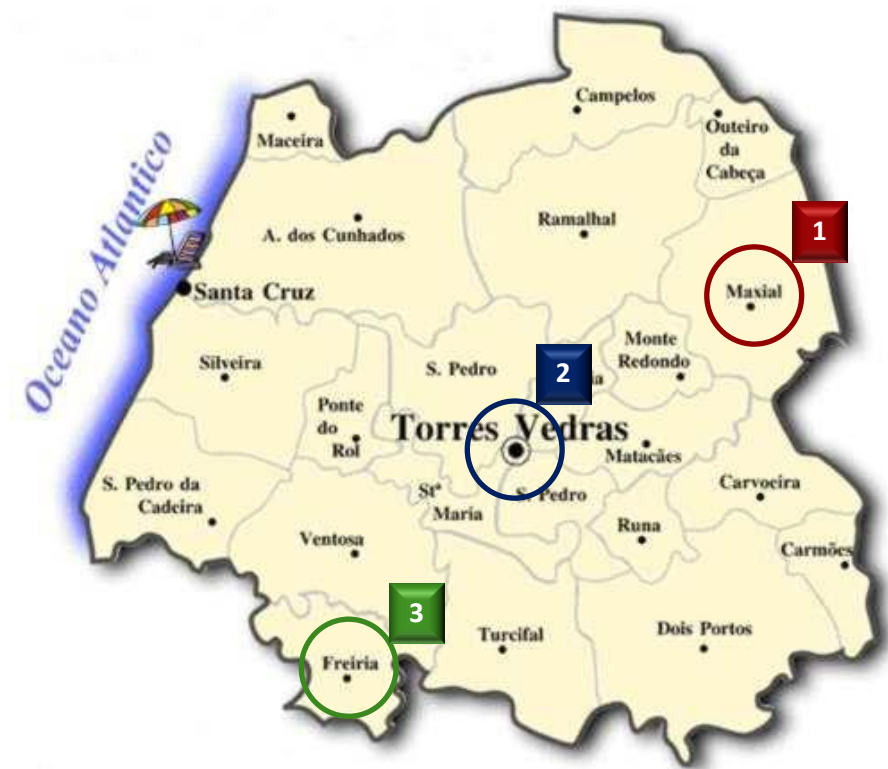 Campelos
Outeiro
da
Cabeça
Maceira
Oceano Atlantico
A. dos Cunhados
Ramalhal
1
Santa Cruz
Maxial
Silveira
S. Pedro
2
Monte
Redondo
Ponte
do
Rol
Torres Vedras
Matacães
S. Pedro da
Cadeira
Stª
Maria
S. Pedro
Carvoeira
Runa
Ventosa
Carmões
3
Turcifal
Dois Portos
Freiria